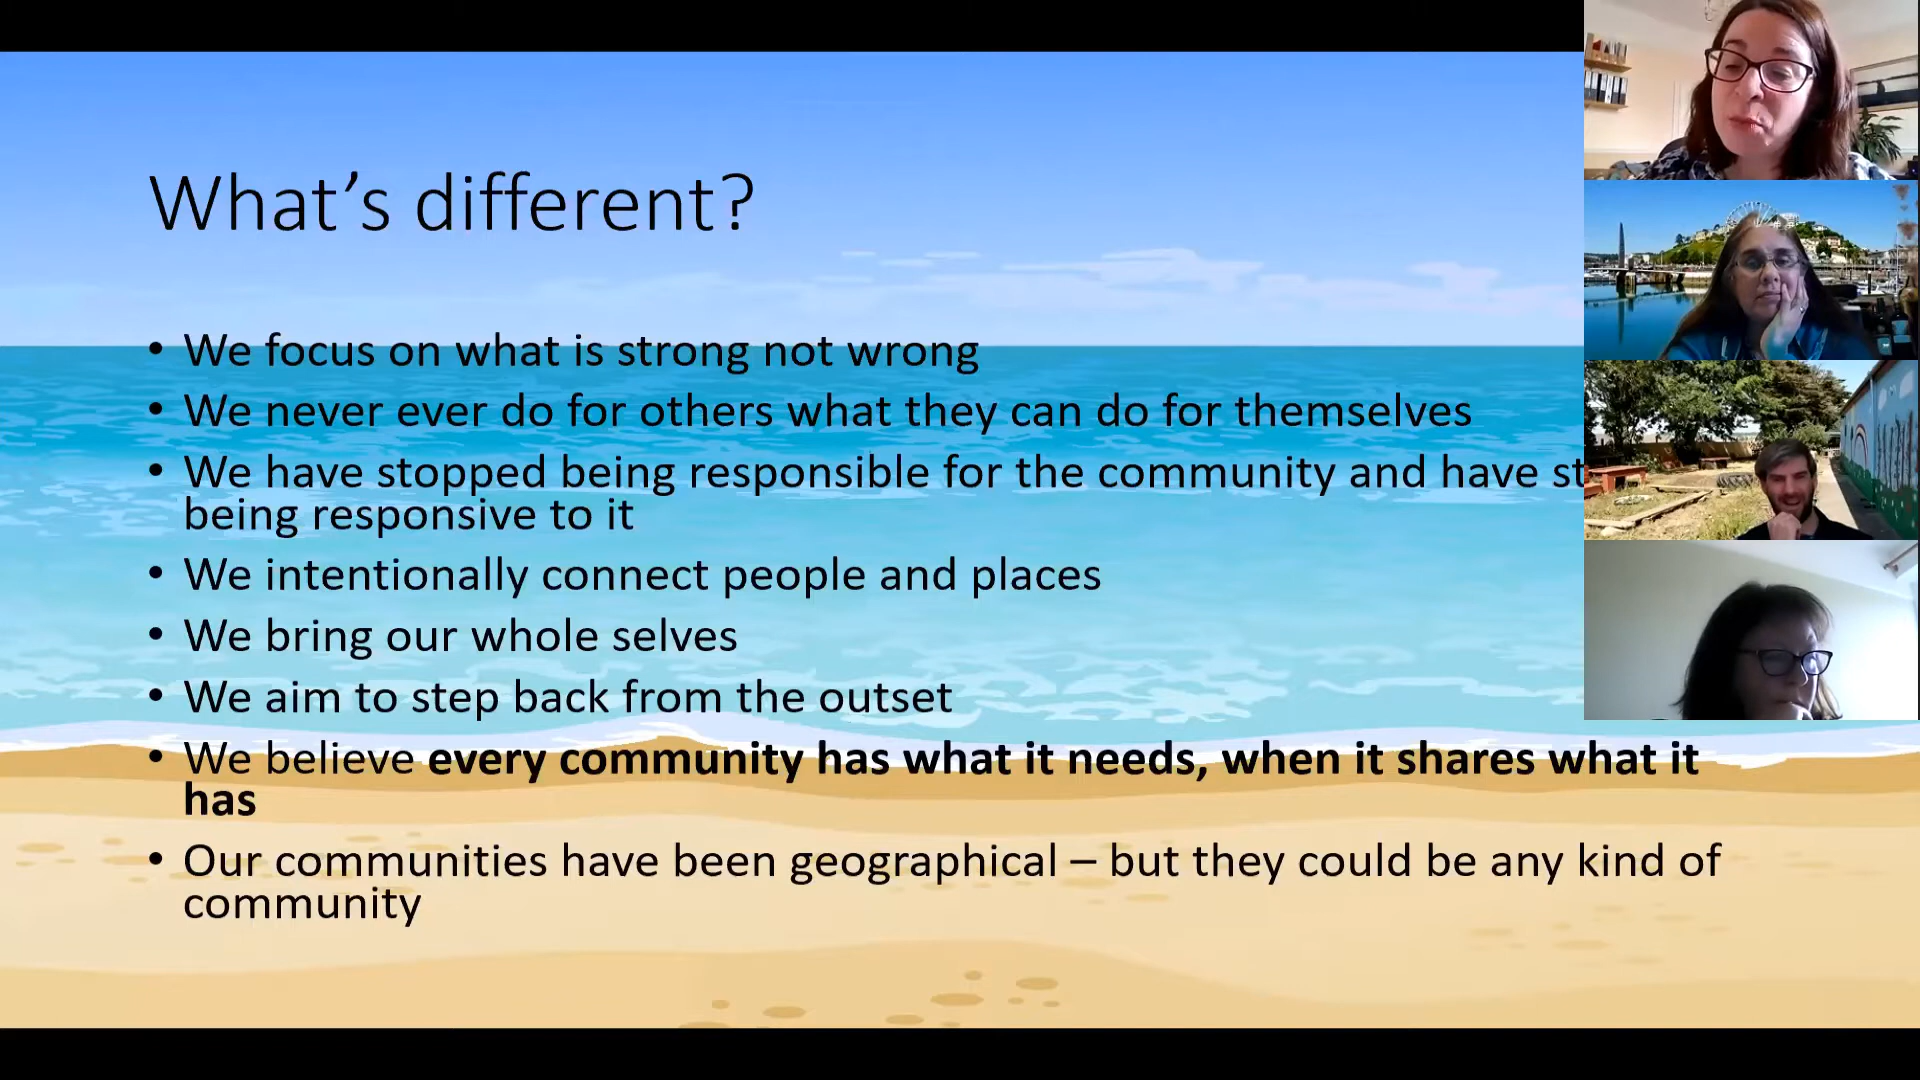 What's different?
• We focus on what is strong not wrong
• We never ever do for others what they can do for themselves
• We have stopped being responsible for the community and have
being responsive to it
• We intentionally connect people and places
• We bring our whole selves
• We aim to step back from the outset
• We believe every community has what it needs, when it shares what it
has
• Our communities have been geographical – but they could be any kind of
community